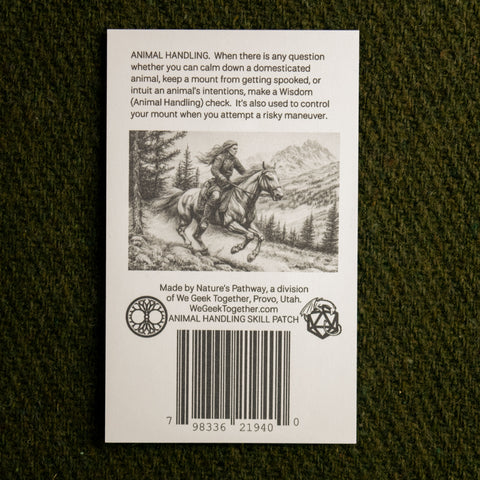 ANIMAL HANDLING.  When there is any question
whether you can calm down a domesticated
animal, keep a mount from getting spooked, or
intuit an animal's intentions, make a Wisdom
(Animal Handling) check.  It's also used to control
your mount when you attempt a risky maneuver.
Made by Nature's Pathway, a division
of We Geek Together, Provo, Utah.
WeGeekTogether.com
ANIMAL HANDLING SKILL PATCH
7 98336 21940 0